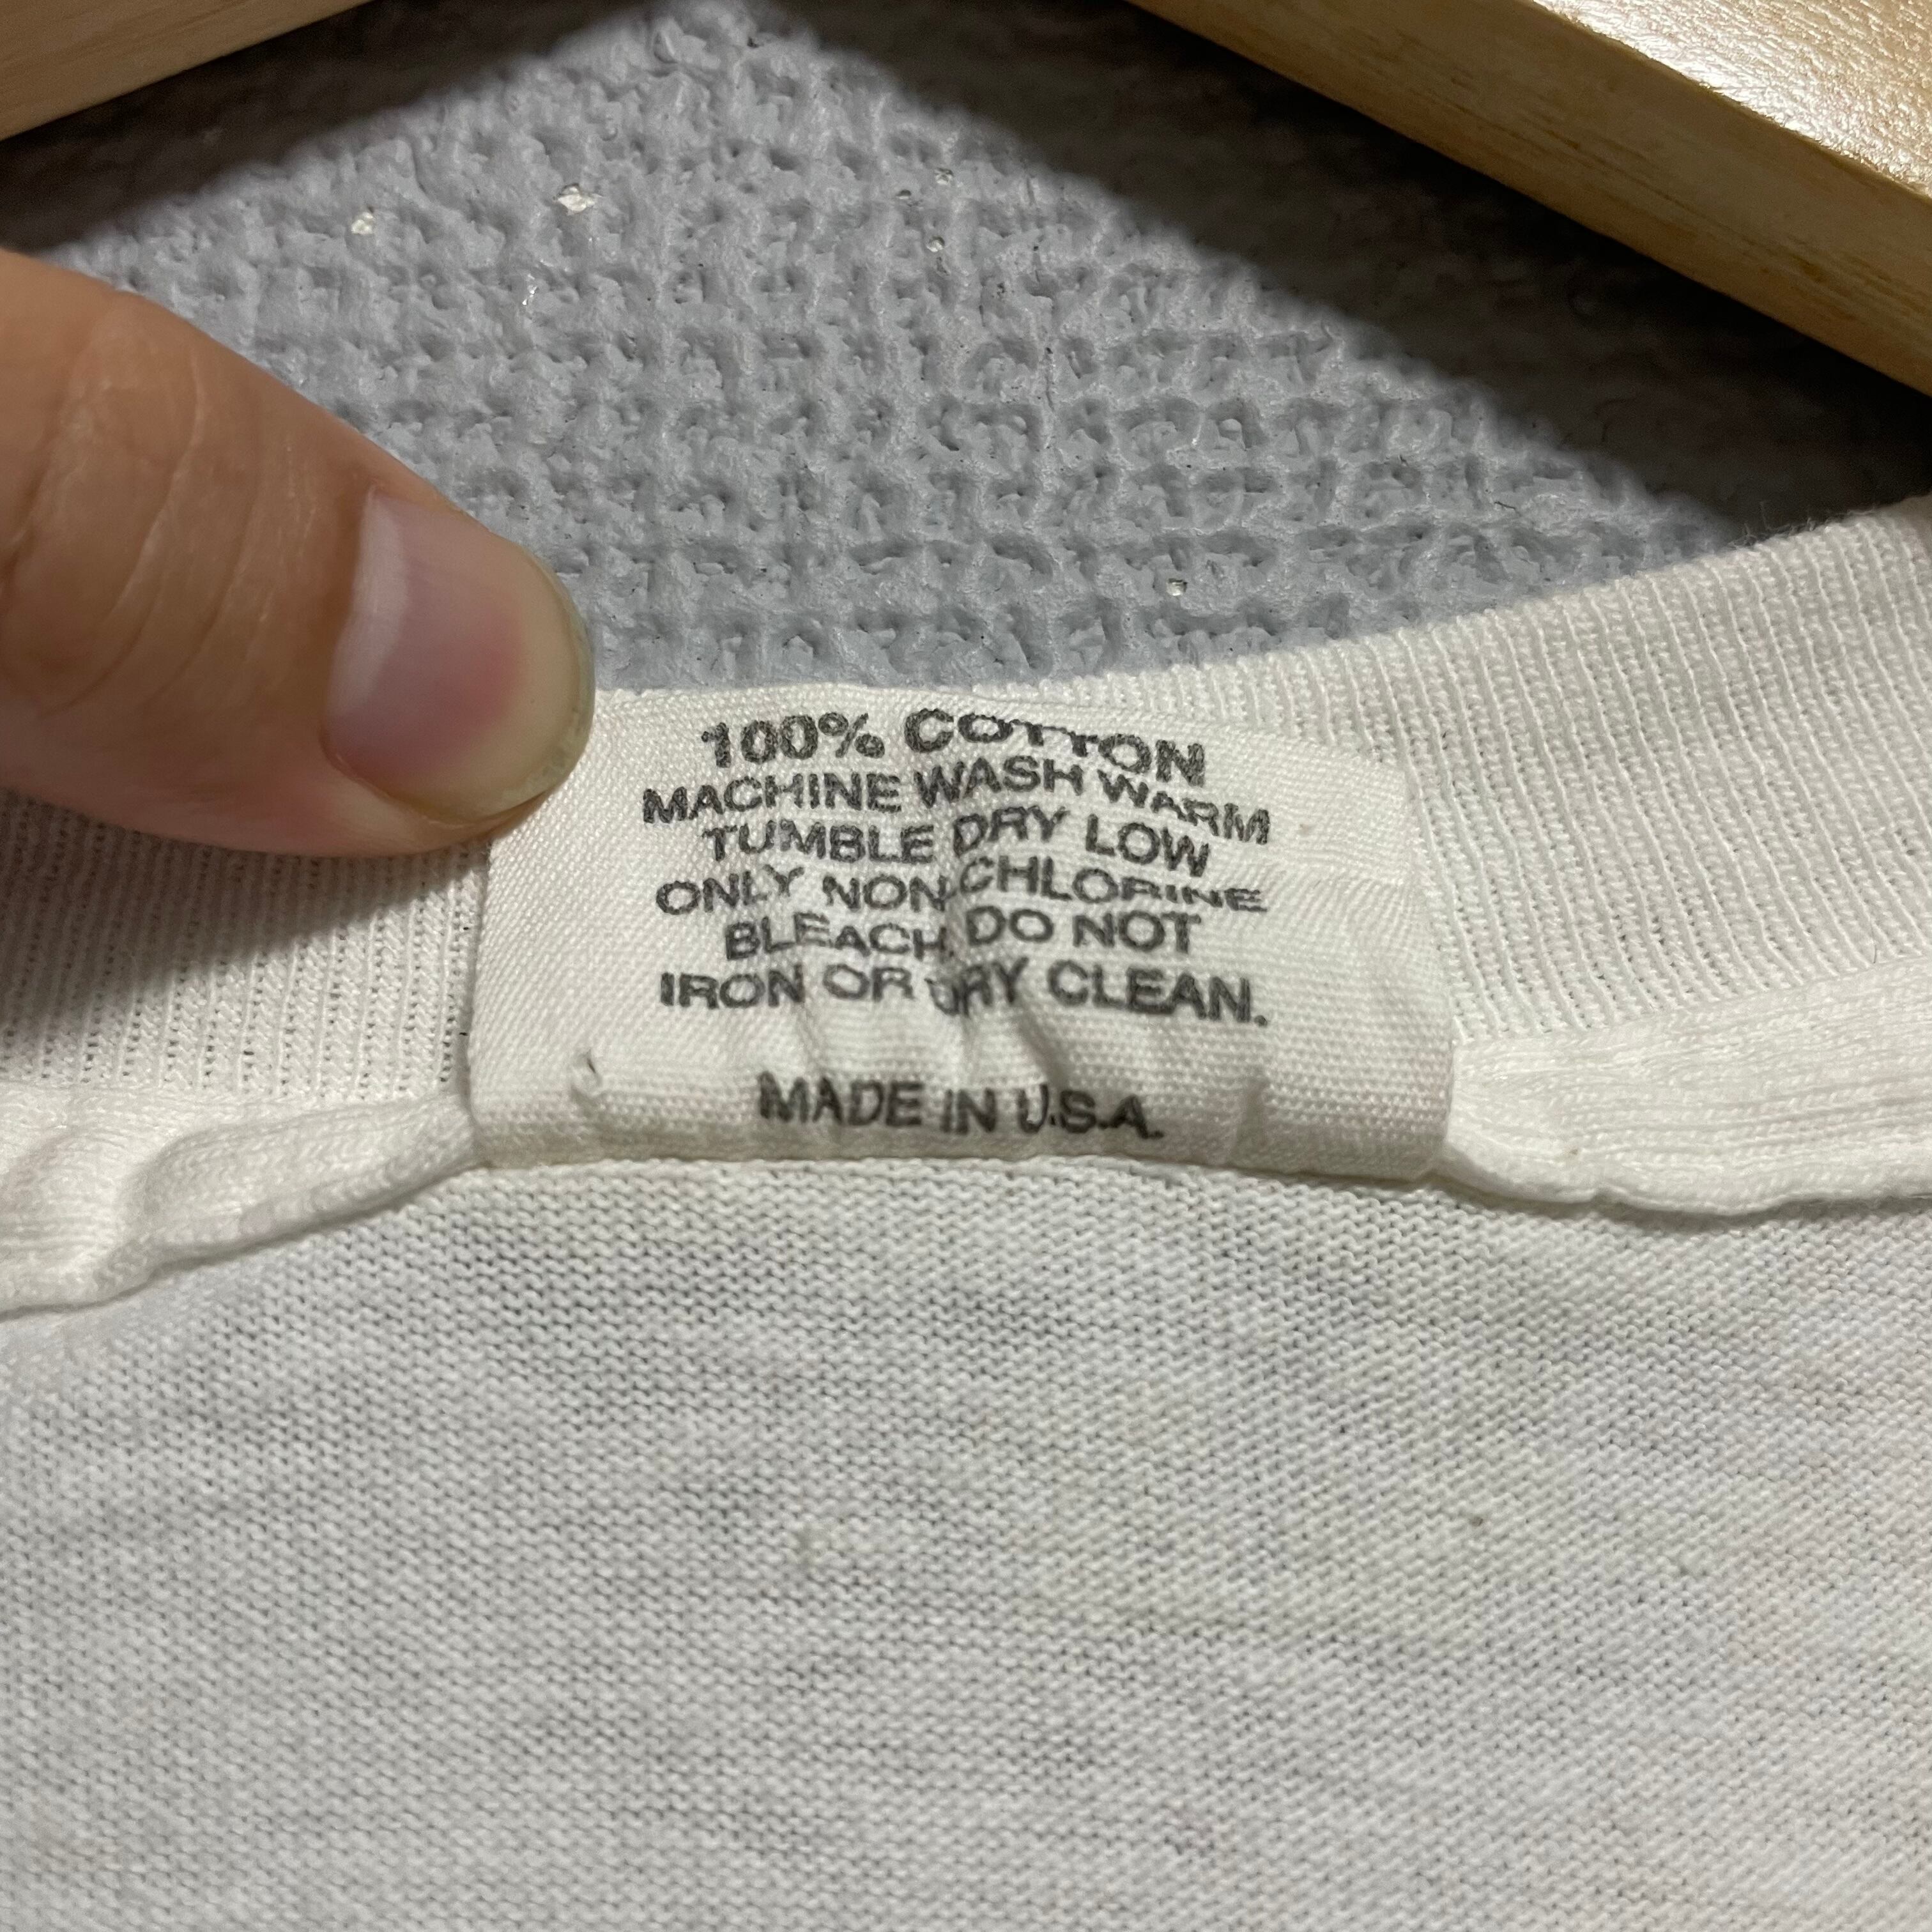 100% COTTON
MACHINE WASH WARM
TUMBLE DRY LOW
ONLY NON CHLORINE
BLEACH. DO NOT
IRON OR DRY CLEAN.
MADE IN U.S.A.